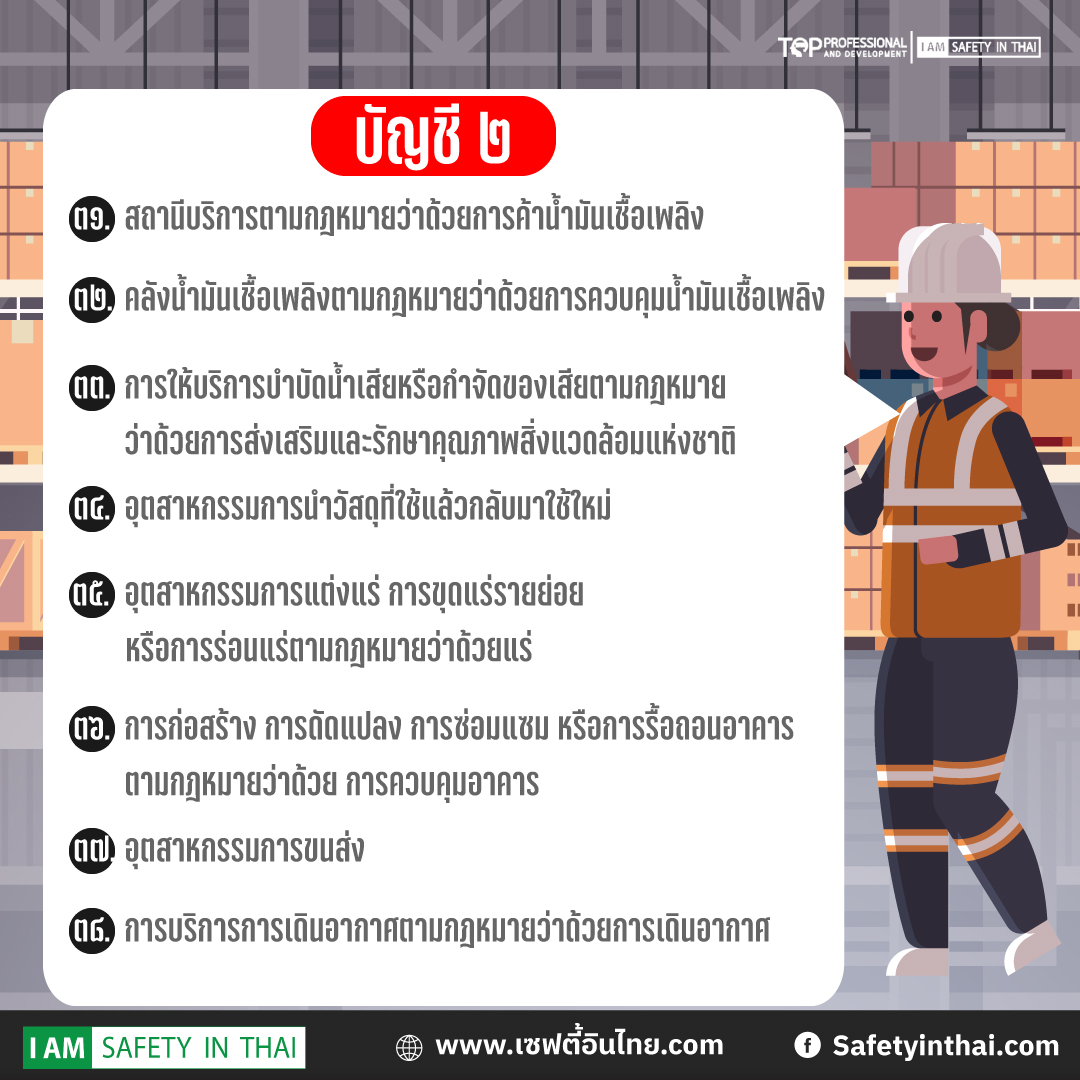 TOP PROFESSIONAL AND DEVELOPMENT | I AM SAFETY IN THAI
บัญชี ๒
๓๑. สถานีบริการตามกฎหมายว่าด้วยการค้าน้ำมันเชื้อเพลิง
๓๒. คลังน้ำมันเชื้อเพลิงตามกฎหมายว่าด้วยการควบคุมน้ำมันเชื้อเพลิง
๓๓. การให้บริการบำบัดน้ำเสียหรือกำจัดของเสียตามกฎหมาย
ว่าด้วยการส่งเสริมและรักษาคุณภาพสิ่งแวดล้อมแห่งชาติ
๓๔. อุตสาหกรรมการนำวัสดุที่ใช้แล้วกลับมาใช้ใหม่
๓๕. อุตสาหกรรมการแต่งแร่ การขุดแร่รายย่อย
หรือการร่อนแร่ตามกฎหมายว่าด้วยแร่
๓๖. การก่อสร้าง การดัดแปลง การซ่อมแซม หรือการรื้อถอนอาคาร
ตามกฎหมายว่าด้วย การควบคุมอาคาร
๓๗. อุตสาหกรรมการขนส่ง
๓๘. การบริการการเดินอากาศตามกฎหมายว่าด้วยการเดินอากาศ
I AM SAFETY IN THAI
www.เซฟตี้อินไทย.com
Safetyinthai.com